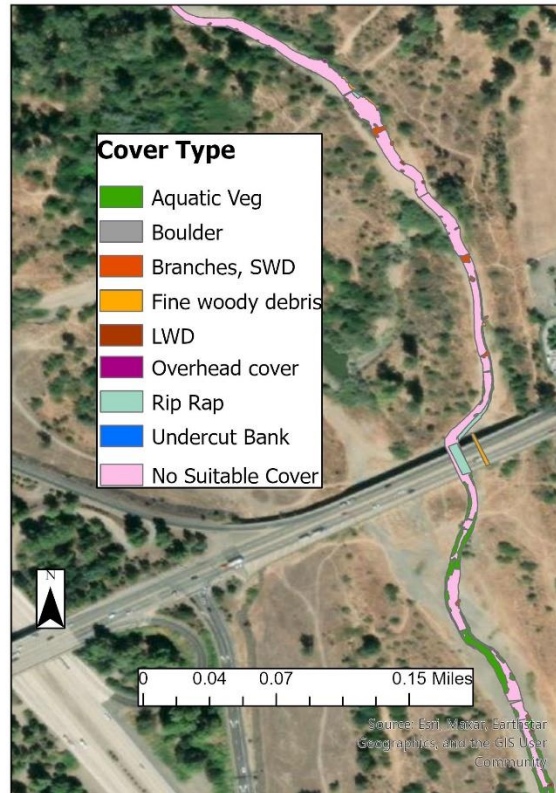 Cover Type
Aquatic Veg
Boulder
Branches, SWD
Fine woody debris
LWD
Overhead cover
Rip Rap
Undercut Bank
No Suitable Cover
N
0 0.04 0.07 0.15 Miles
Source: Esri, Maxar, Earthstar
Geographics, and the GIS User
Community